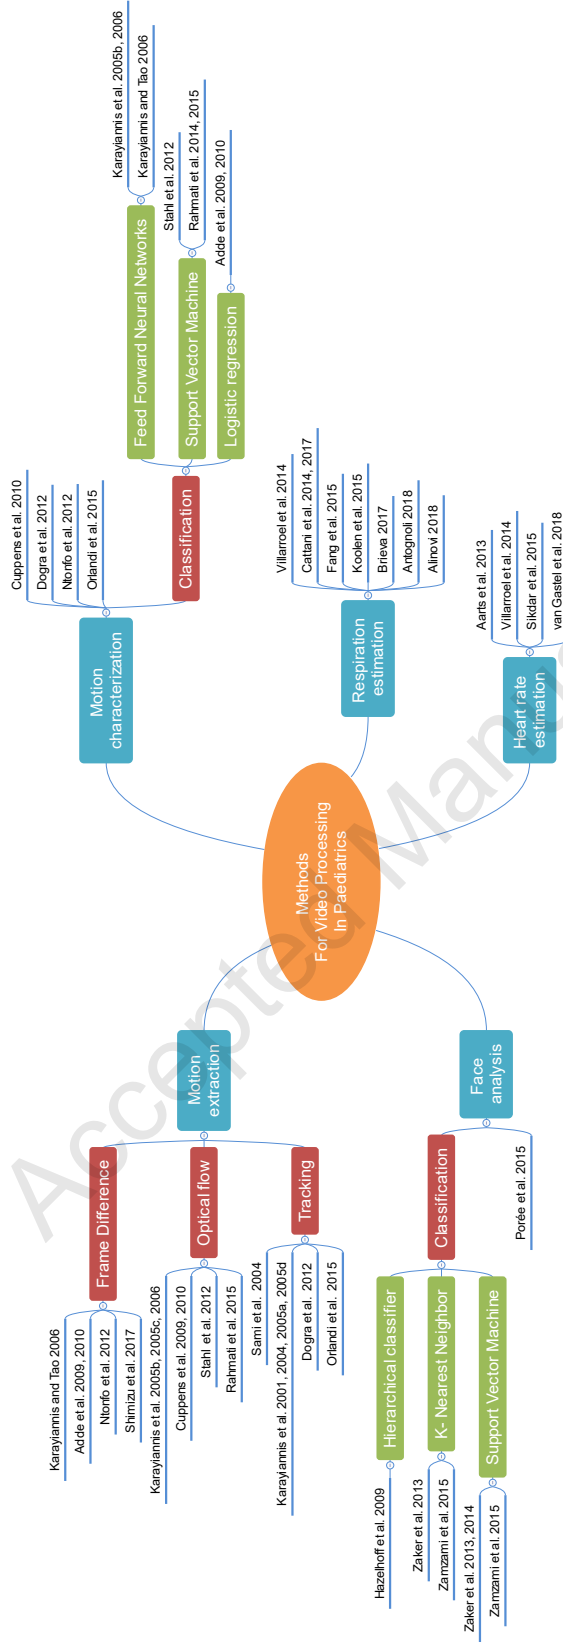 Methods
For Video Processing
In Paediatrics
Motion
extraction
Frame Difference
Karayiannis and Tao 2006
Adde et al. 2009, 2010
Ntonfo et al. 2012
Shimizu et al. 2017
Optical flow
Karayiannis et al. 2005b, 2005c, 2006
Cuppens et al. 2009, 2010
Stahl et al. 2012
Rahmati et al. 2015
Tracking
Sami et al. 2004
Karayiannis et al. 2001, 2004, 2005a, 2005d
Dogra et al. 2012
Orlandi et al. 2015
Face
analysis
Classification
Hierarchical classifier
Hazelhoff et al. 2009
K- Nearest Neighbor
Zaker et al. 2013
Zamzami et al. 2015
Support Vector Machine
Zaker et al. 2013, 2014
Zamzami et al. 2015
Porée et al. 2015
Motion
characterization
Cuppens et al. 2010
Dogra et al. 2012
Ntonfo et al. 2012
Orlandi et al. 2015
Classification
Feed Forward Neural Networks
Karayiannis et al. 2005b, 2006
Karayiannis and Tao 2006
Support Vector Machine
Stahl et al. 2012
Rahmati et al. 2014, 2015
Logistic regression
Adde et al. 2009, 2010
Respiration
estimation
Villarroel et al. 2014
Cattani et al. 2014, 2017
Fang et al. 2015
Koolen et al. 2015
Brieva 2017
Antognoli 2018
Alinovi 2018
Heart rate
estimation
Aarts et al. 2013
Villarroel et al. 2014
Sikdar et al. 2015
van Gastel et al. 2018
Accepted Manus